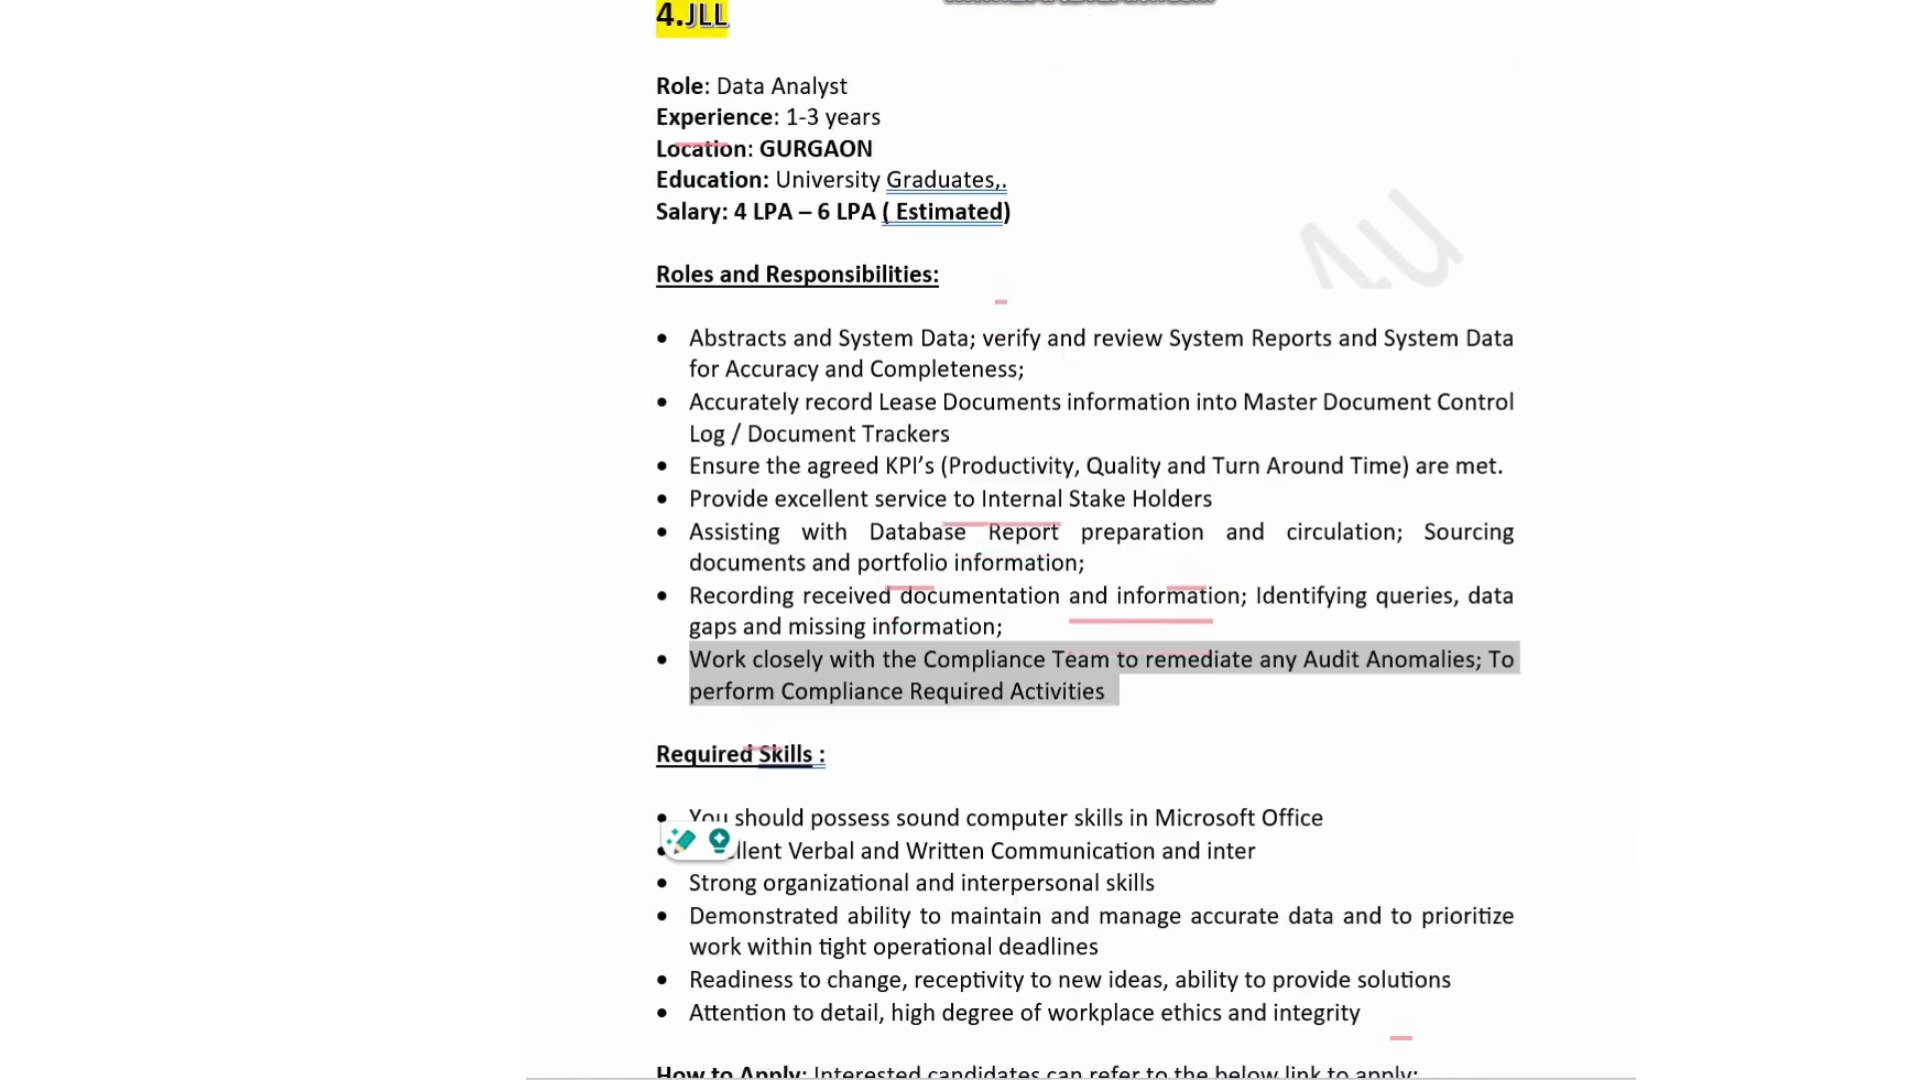 4.JLL
Role: Data Analyst
Experience: 1-3 years
Location: GURGAON
Education: University Graduates,.
Salary: 4 LPA – 6 LPA ( Estimated)
Roles and Responsibilities:
• Abstracts and System Data; verify and review System Reports and System Data
for Accuracy and Completeness;
• Accurately record Lease Documents information into Master Document Control
Log / Document Trackers
• Ensure the agreed KPI’s (Productivity, Quality and Turn Around Time) are met.
• Provide excellent service to Internal Stake Holders
• Assisting with Database Report preparation and circulation; Sourcing
documents and portfolio information;
• Recording received documentation and information; Identifying queries, data
gaps and missing information;
• Work closely with the Compliance Team to remediate any Audit Anomalies; To
perform Compliance Required Activities
Required Skills :
• You should possess sound computer skills in Microsoft Office
• llent Verbal and Written Communication and inter
• Strong organizational and interpersonal skills
• Demonstrated ability to maintain and manage accurate data and to prioritize
work within tight operational deadlines
• Readiness to change, receptivity to new ideas, ability to provide solutions
• Attention to detail, high degree of workplace ethics and integrity
How to Apply: Interested candidates can refer to the below link to apply: